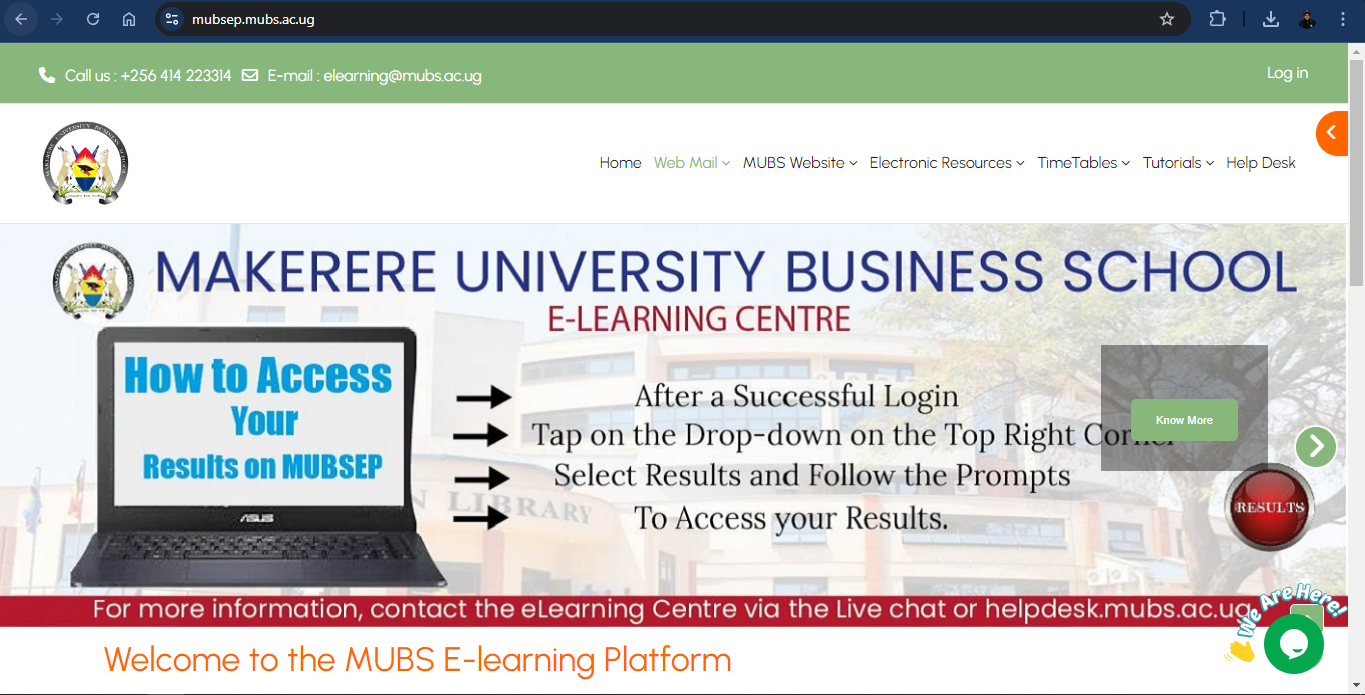 mubsep.mubs.ac.ug
Call us : +256 414 223314 E-mail : elearning@mubs.ac.ug
Log in
MAKERERE UNIVERSITY BUSINESS SCHOOL
Home Web Mail MUBS Website Electronic Resources TimeTables Tutorials Help Desk
MAKERERE UNIVERSITY BUSINESS SCHOOL
E-LEARNING CENTRE
How to Access
Your
Results on MUBSEP
ASUS
After a Successful Login
Tap on the Drop-down on the Top Right Corner
Select Results and Follow the Prompts
To Access your Results.
Know More
LIBRARY
RESULTS
For more information, contact the eLearning Centre via the Live chat or helpdesk.mubs.ac.ug
We Are Here!
Welcome to the MUBS E-learning Platform